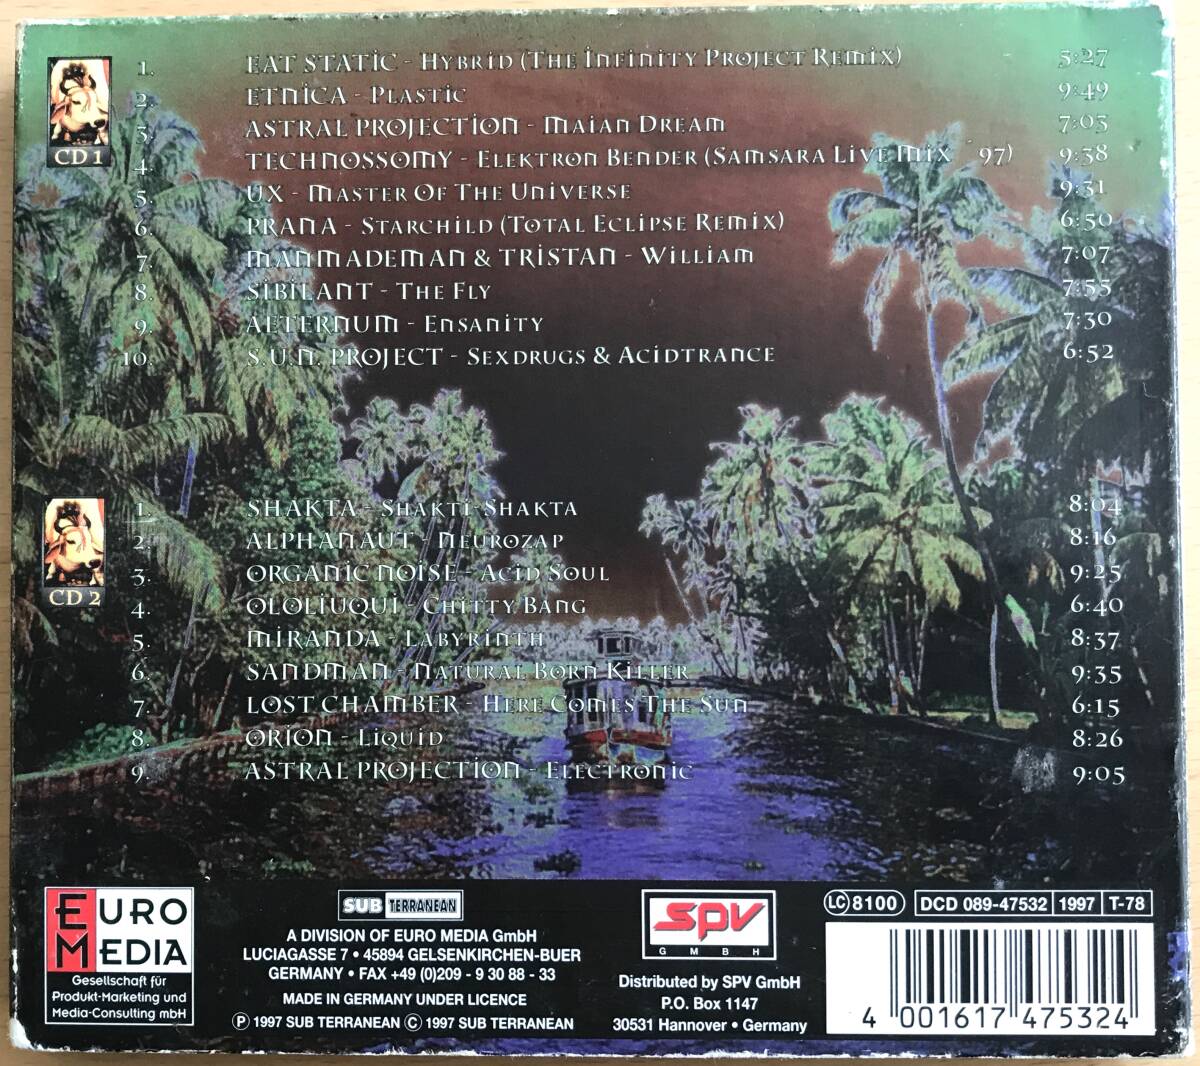 CD 1
1. EAT STATIC - HYBRID (THE INFINITY PROJECT REMIX) 5:27
2. ETNICA - PLASTIC 9:49
3. ASTRAL PROJECTION - MAIAN DREAM 7:03
4. TECHNOSSOMY - ELEKTRON BENDER (SAMSARA LIVE MIX ´97) 9:38
5. UX - MASTER OF THE UNIVERSE 9:31
6. PRANA - STARCHILD (TOTAL ECLIPSE REMIX) 6:50
7. MANMADEMAN & TRISTAN - WILLIAM 7:07
8. SIBILANT - THE FLY 7:55
9. AETERNUM - ENSANITY 7:30
10. S.U.N. PROJECT - SEXDRUGS & ACIDTRANCE 6:52
CD 2
1. SHAKTA - SHAKTI-SHAKTA 8:04
2. ALPHANAUT - NEUROZAP 8:16
3. ORGANIC NOISE - ACID SOUL 9:25
4. OLOLIUQUI - CHITTY BANG 6:40
5. MIRANDA - LABYRINTH 8:37
6. SANDMAN - NATURAL BORN KILLER 9:35
7. LOST CHAMBER - HERE COMES THE SUN 6:15
8. ORION - LIQUID 8:26
9. ASTRAL PROJECTION - ELECTRONIC 9:05
EURO
MEDIA
Gesellschaft für
Produkt-Marketing und
Media-Consulting mbH
SUB TERRANEAN
A DIVISION OF EURO MEDIA GmbH
LUCIAGASSE 7 • 45894 GELSENKIRCHEN-BUER
GERMANY • FAX +49 (0)209 - 9 30 88 - 33
MADE IN GERMANY UNDER LICENCE
Ⓟ 1997 SUB TERRANEAN © 1997 SUB TERRANEAN
SPV
GMBH
Distributed by SPV GmbH
P.O. Box 1147
30531 Hannover • Germany
LC 8100 DCD 089-47532 1997 T-78
4 001617 475324